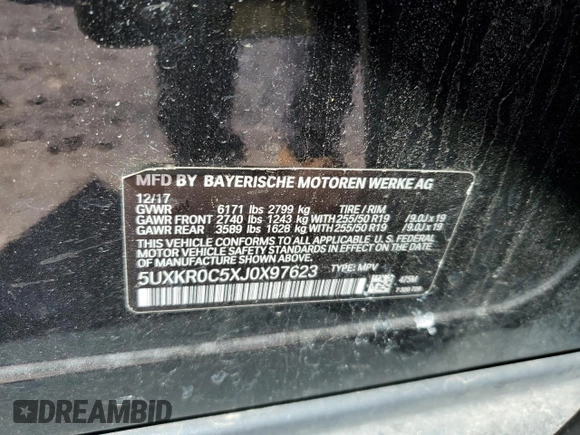 MFD BY BAYERISCHE MOTOREN WERKE AG
12/17
GVWR 6171 lbs 2799 kg TIRE / RIM
GAWR FRONT 2740 lbs 1243 kg WITH 255/50 R19 /9.0J x 19
GAWR REAR 3589 lbs 1628 kg WITH 255/50 R19 /9.0J x 19
THIS VEHICLE CONFORMS TO ALL APPLICABLE FEDERAL
MOTOR VEHICLE SAFETY STANDARDS IN EFFECT ON THE
DATE OF MANUFACTURE SHOWN ABOVE.
5UXKR0C5XJ0X97623 TYPE: MPV
475M
DREAMBID